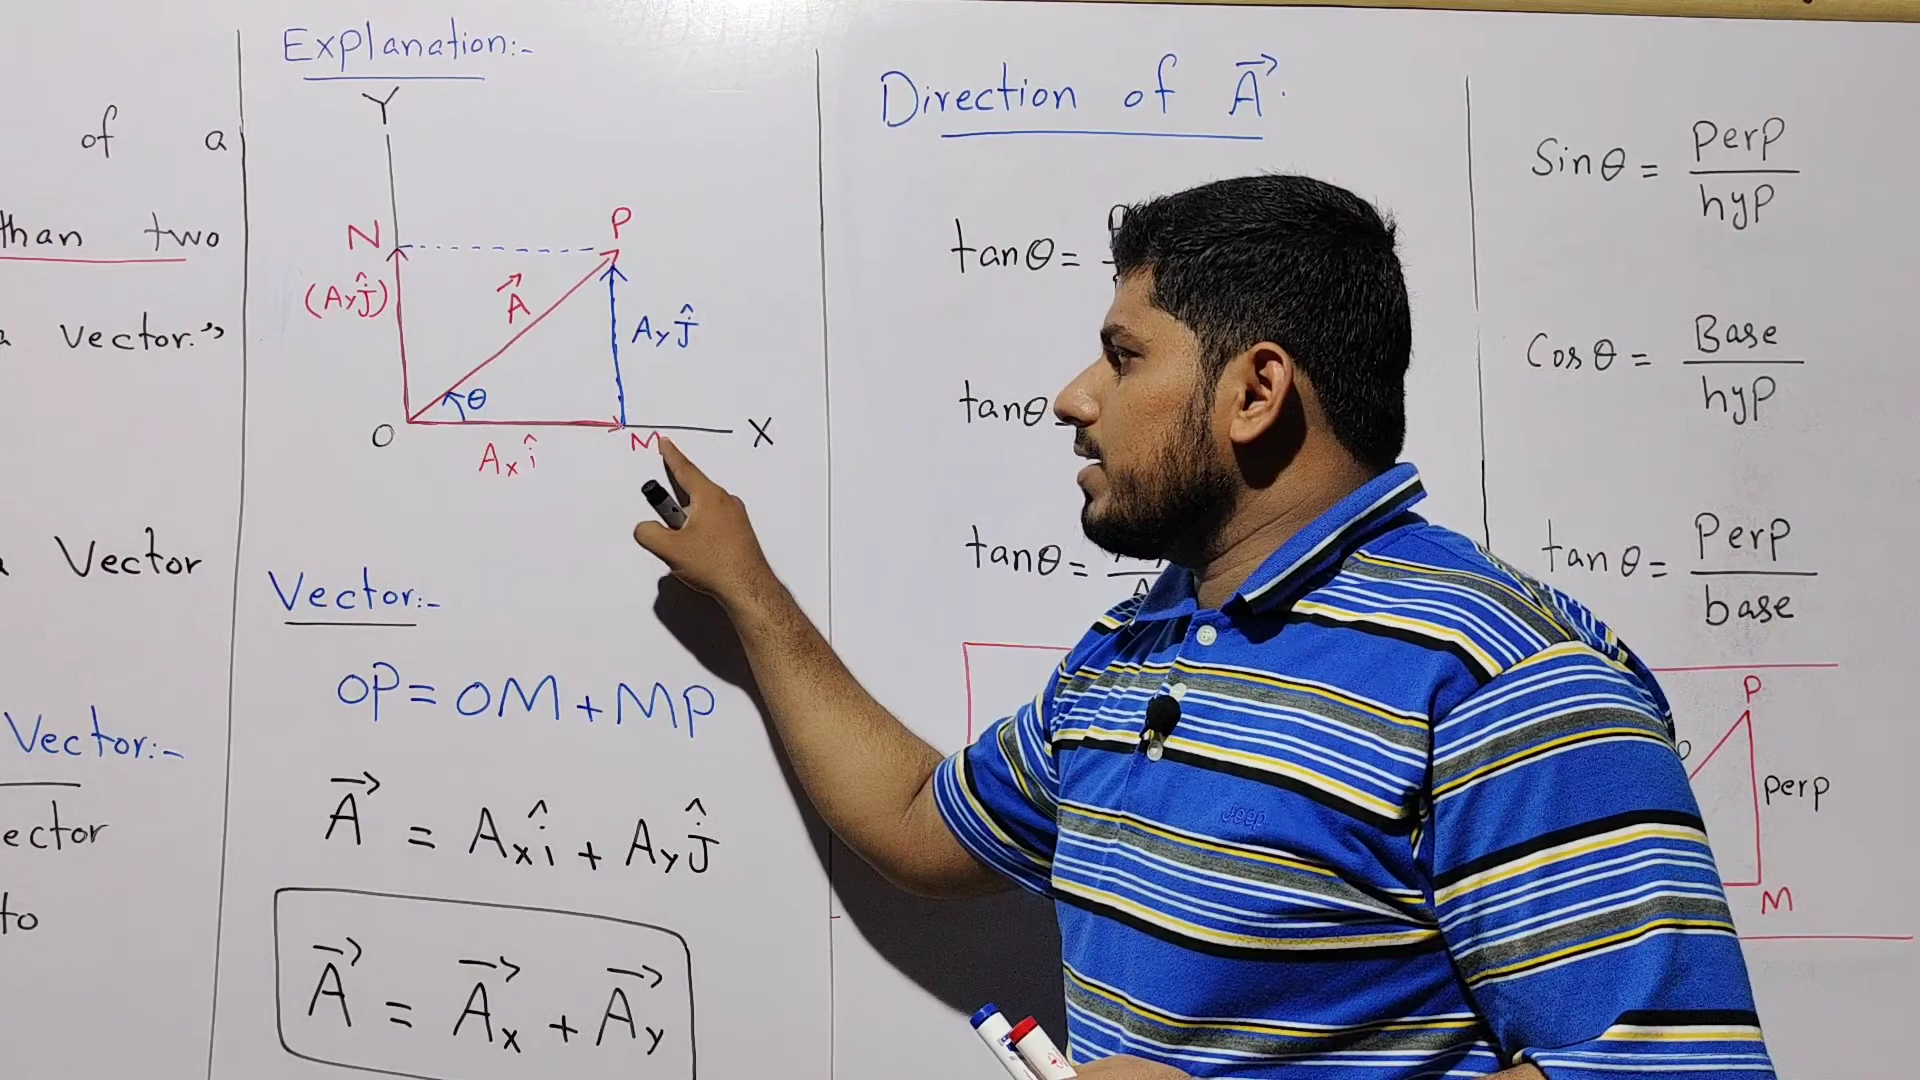 of a
than two
Vector."
Vector
Vector:-
ector
to
Explanation:-
Y
N
P
(Ayĵ)
A⃗
Ayĵ
θ
O
Axî
M
X
Vector:-
OP = OM + MP
A⃗ = Axî + Ayĵ
A⃗ = A⃗x + A⃗y
Direction of A⃗.
tanθ =
tanθ =
tanθ =
Sinθ = Perp / hyp
Cosθ = Base / hyp
tanθ = Perp / base
P
perp
M
Jeep